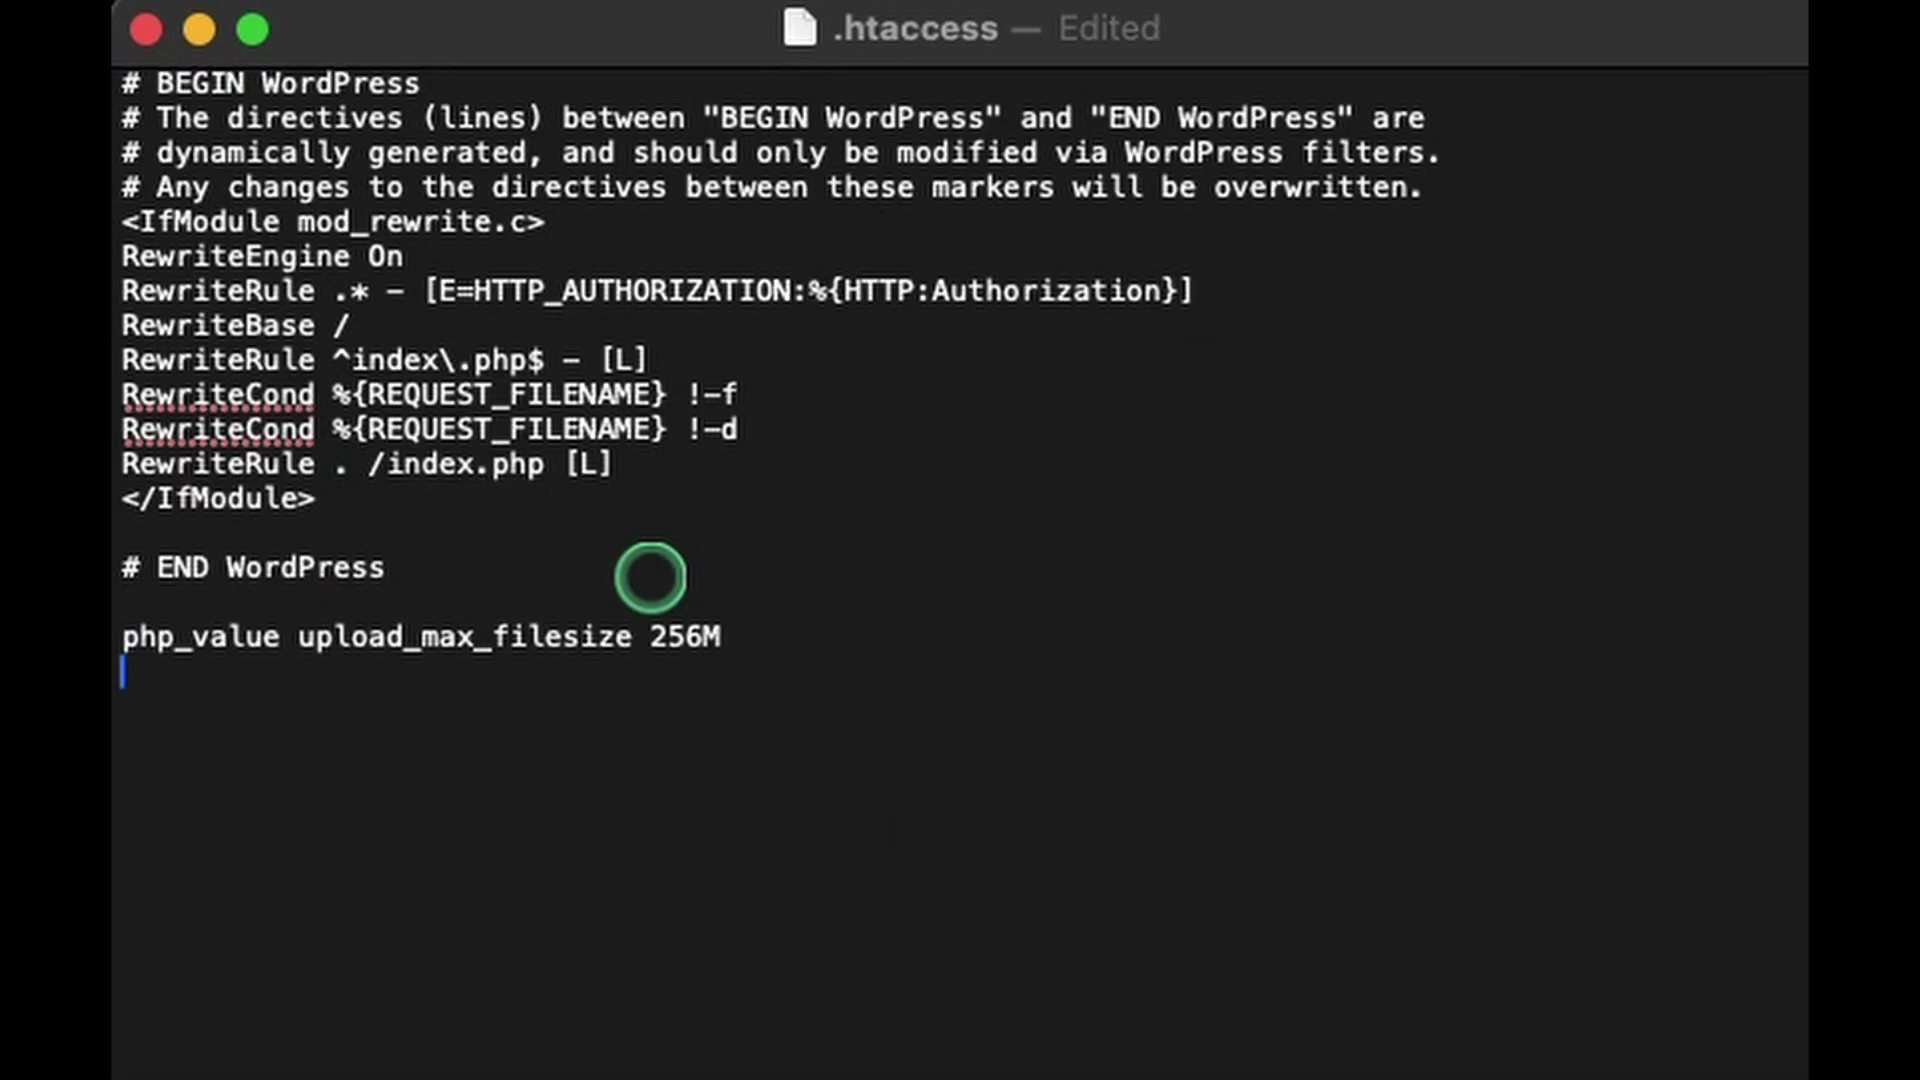 .htaccess — Edited
# BEGIN WordPress
# The directives (lines) between "BEGIN WordPress" and "END WordPress" are
# dynamically generated, and should only be modified via WordPress filters.
# Any changes to the directives between these markers will be overwritten.
<IfModule mod_rewrite.c>
RewriteEngine On
RewriteRule .* - [E=HTTP_AUTHORIZATION:%{HTTP:Authorization}]
RewriteBase /
RewriteRule ^index\.php$ - [L]
RewriteCond %{REQUEST_FILENAME} !-f
RewriteCond %{REQUEST_FILENAME} !-d
RewriteRule . /index.php [L]
</IfModule>
# END WordPress
php_value upload_max_filesize 256M